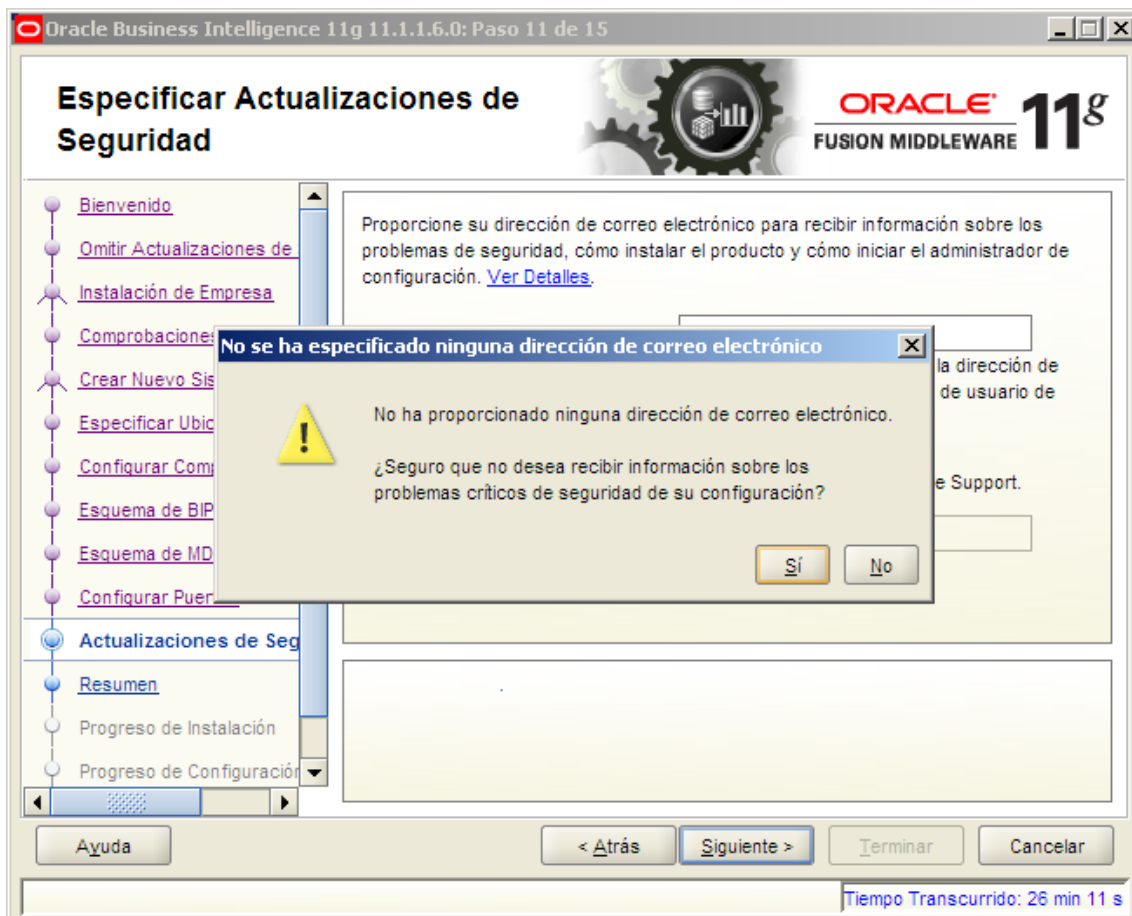 Oracle Business Intelligence 11g 11.1.1.6.0: Paso 11 de 15
Especificar Actualizaciones de
Seguridad
ORACLE
FUSION MIDDLEWARE
11g
Bienvenido
Omitir Actualizaciones de
Instalación de Empresa
Comprobaciones
Crear Nuevo Sis
Especificar Ubic
Configurar Com
Esquema de BIP
Esquema de MD
Configurar Puer
Actualizaciones de Seg
Resumen
Progreso de Instalación
Progreso de Configuración
Proporcione su dirección de correo electrónico para recibir información sobre los
problemas de seguridad, cómo instalar el producto y cómo iniciar el administrador de
configuración. Ver Detalles.
la dirección de
de usuario de
e Support.
No se ha especificado ninguna dirección de correo electrónico
No ha proporcionado ninguna dirección de correo electrónico.
¿Seguro que no desea recibir información sobre los
problemas críticos de seguridad de su configuración?
Sí
No
Ayuda
< Atrás
Siguiente >
Terminar
Cancelar
Tiempo Transcurrido: 26 min 11 s